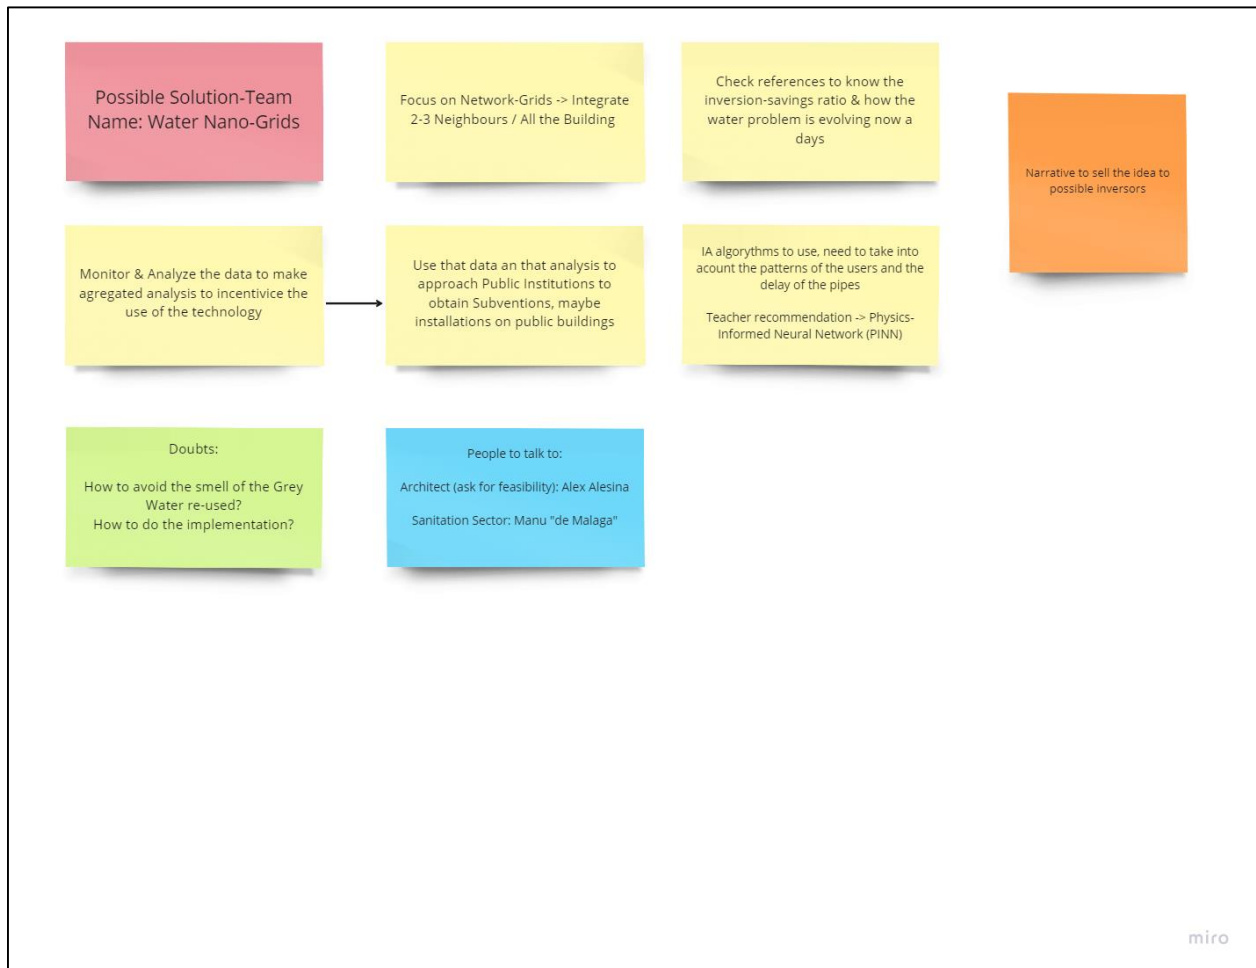 Possible Solution-Team
Name: Water Nano-Grids
Focus on Network-Grids -> Integrate
2-3 Neighbours / All the Building
Check references to know the
inversion-savings ratio & how the
water problem is evolving now a
days
Narrative to sell the idea to
possible inversors
Monitor & Analyze the data to make
agregated analysis to incentivice the
use of the technology
Use that data an that analysis to
approach Public Institutions to
obtain Subventions, maybe
installations on public buildings
IA algorythms to use, need to take into
acount the patterns of the users and the
delay of the pipes
Teacher recommendation -> Physics-
Informed Neural Network (PINN)
Doubts:
How to avoid the smell of the Grey
Water re-used?
How to do the implementation?
People to talk to:
Architect (ask for feasibility): Alex Alesina
Sanitation Sector: Manu "de Malaga"
miro